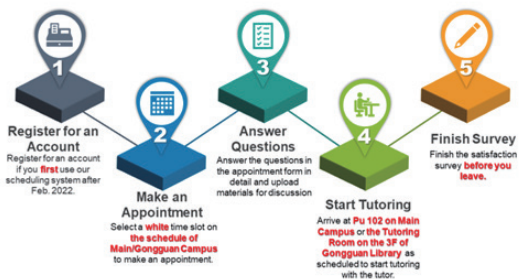 1
Register for an
Account
Register for an account
if you first use our
scheduling system after
Feb. 2022.
2
Make an
Appointment
Select a white time slot on
the schedule of
Main/Gongguan Campus
to make an appointment.
3
Answer
Questions
Answer the questions in
the appointment form in
detail and upload
materials for discussion
4
Start Tutoring
Arrive at Pu 102 on Main
Campus or the Tutoring
Room on the 3F of
Gongguan Library as
scheduled to start tutoring
with the tutor.
5
Finish Survey
Finish the satisfaction
survey before you
leave.